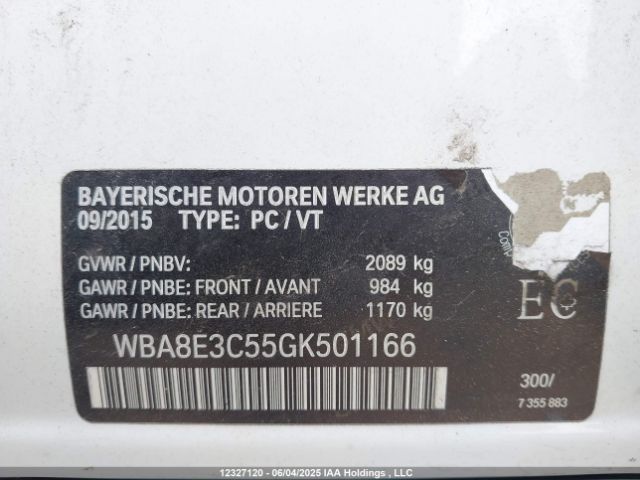 BAYERISCHE MOTOREN WERKE AG
09/2015 TYPE: PC / VT
GVWR / PNBV: 2089 kg
GAWR / PNBE: FRONT / AVANT 984 kg
GAWR / PNBE: REAR / ARRIERE 1170 kg
EC
WBA8E3C55GK501166
300/
7 355 883
12327120 - 06/04/2025 IAA Holdings , LLC